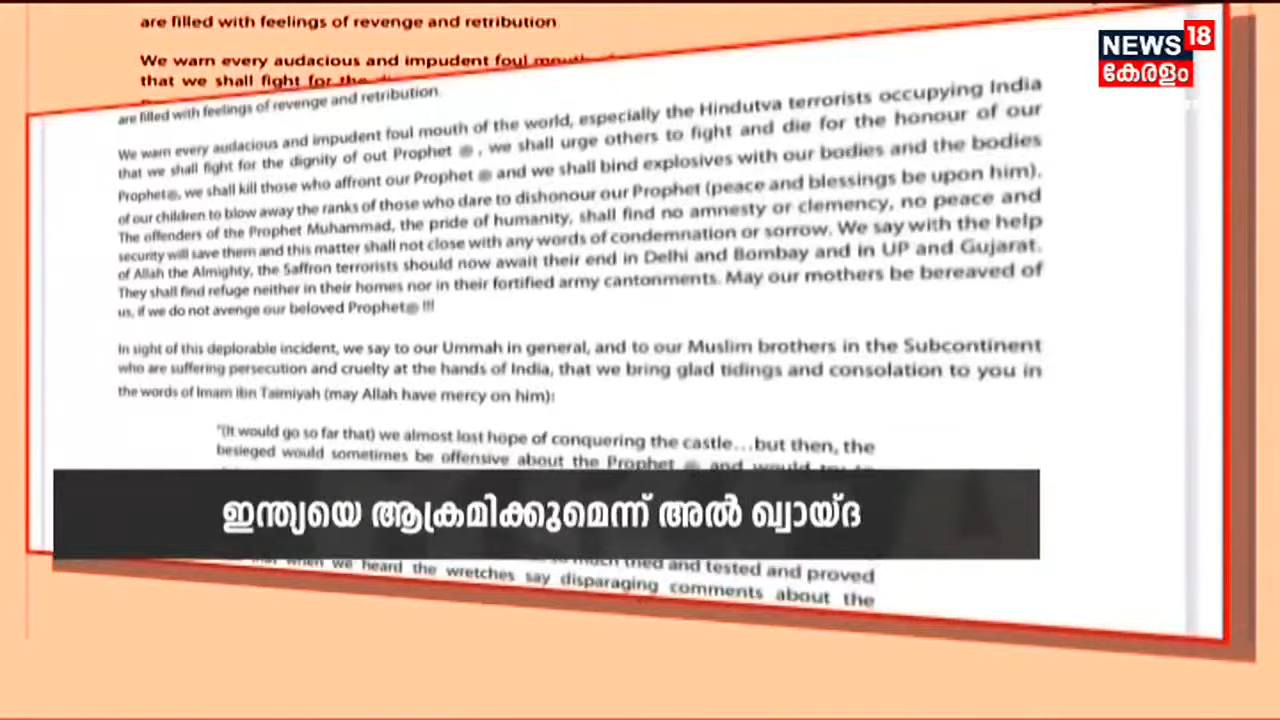 are filled with feelings of revenge and retribution
We warn every audacious and impudent foul
that we shall fight for the
NEWS 18
കേരളം
are filled with feelings of revenge and retribution.
We warn every audacious and impudent foul mouth of the world, especially the Hindutva terrorists occupying India
that we shall fight for the dignity of out Prophet , we shall urge others to fight and die for the honour of our
Prophet , we shall kill those who affront our Prophet and we shall bind explosives with our bodies and the bodies
of our children to blow away the ranks of those who dare to dishonour our Prophet (peace and blessings be upon him).
The offenders of the Prophet Muhammad, the pride of humanity, shall find no amnesty or clemency, no peace and
security will save them and this matter shall not close with any words of condemnation or sorrow. We say with the help
of Allah the Almighty, the Saffron terrorists should now await their end in Delhi and Bombay and in UP and Gujarat.
They shall find refuge neither in their homes nor in their fortified army cantonments. May our mothers be bereaved of
us, if we do not avenge our beloved Prophet !!!
In sight of this deplorable incident, we say to our Ummah in general, and to our Muslim brothers in the Subcontinent
who are suffering persecution and cruelty at the hands of India, that we bring glad tidings and consolation to you in
the words of Imam Ibn Taimiyah (may Allah have mercy on him):
"(It would go so far that) we almost lost hope of conquering the castle...but then, the
besieged would sometimes be offensive about the Prophet and would try to
ഇന്ത്യയെ ആക്രമിക്കുമെന്ന് അൽ ഖ്വായ്ദ
much tried and tested and proved
when we heard the wretches say disparaging comments about the